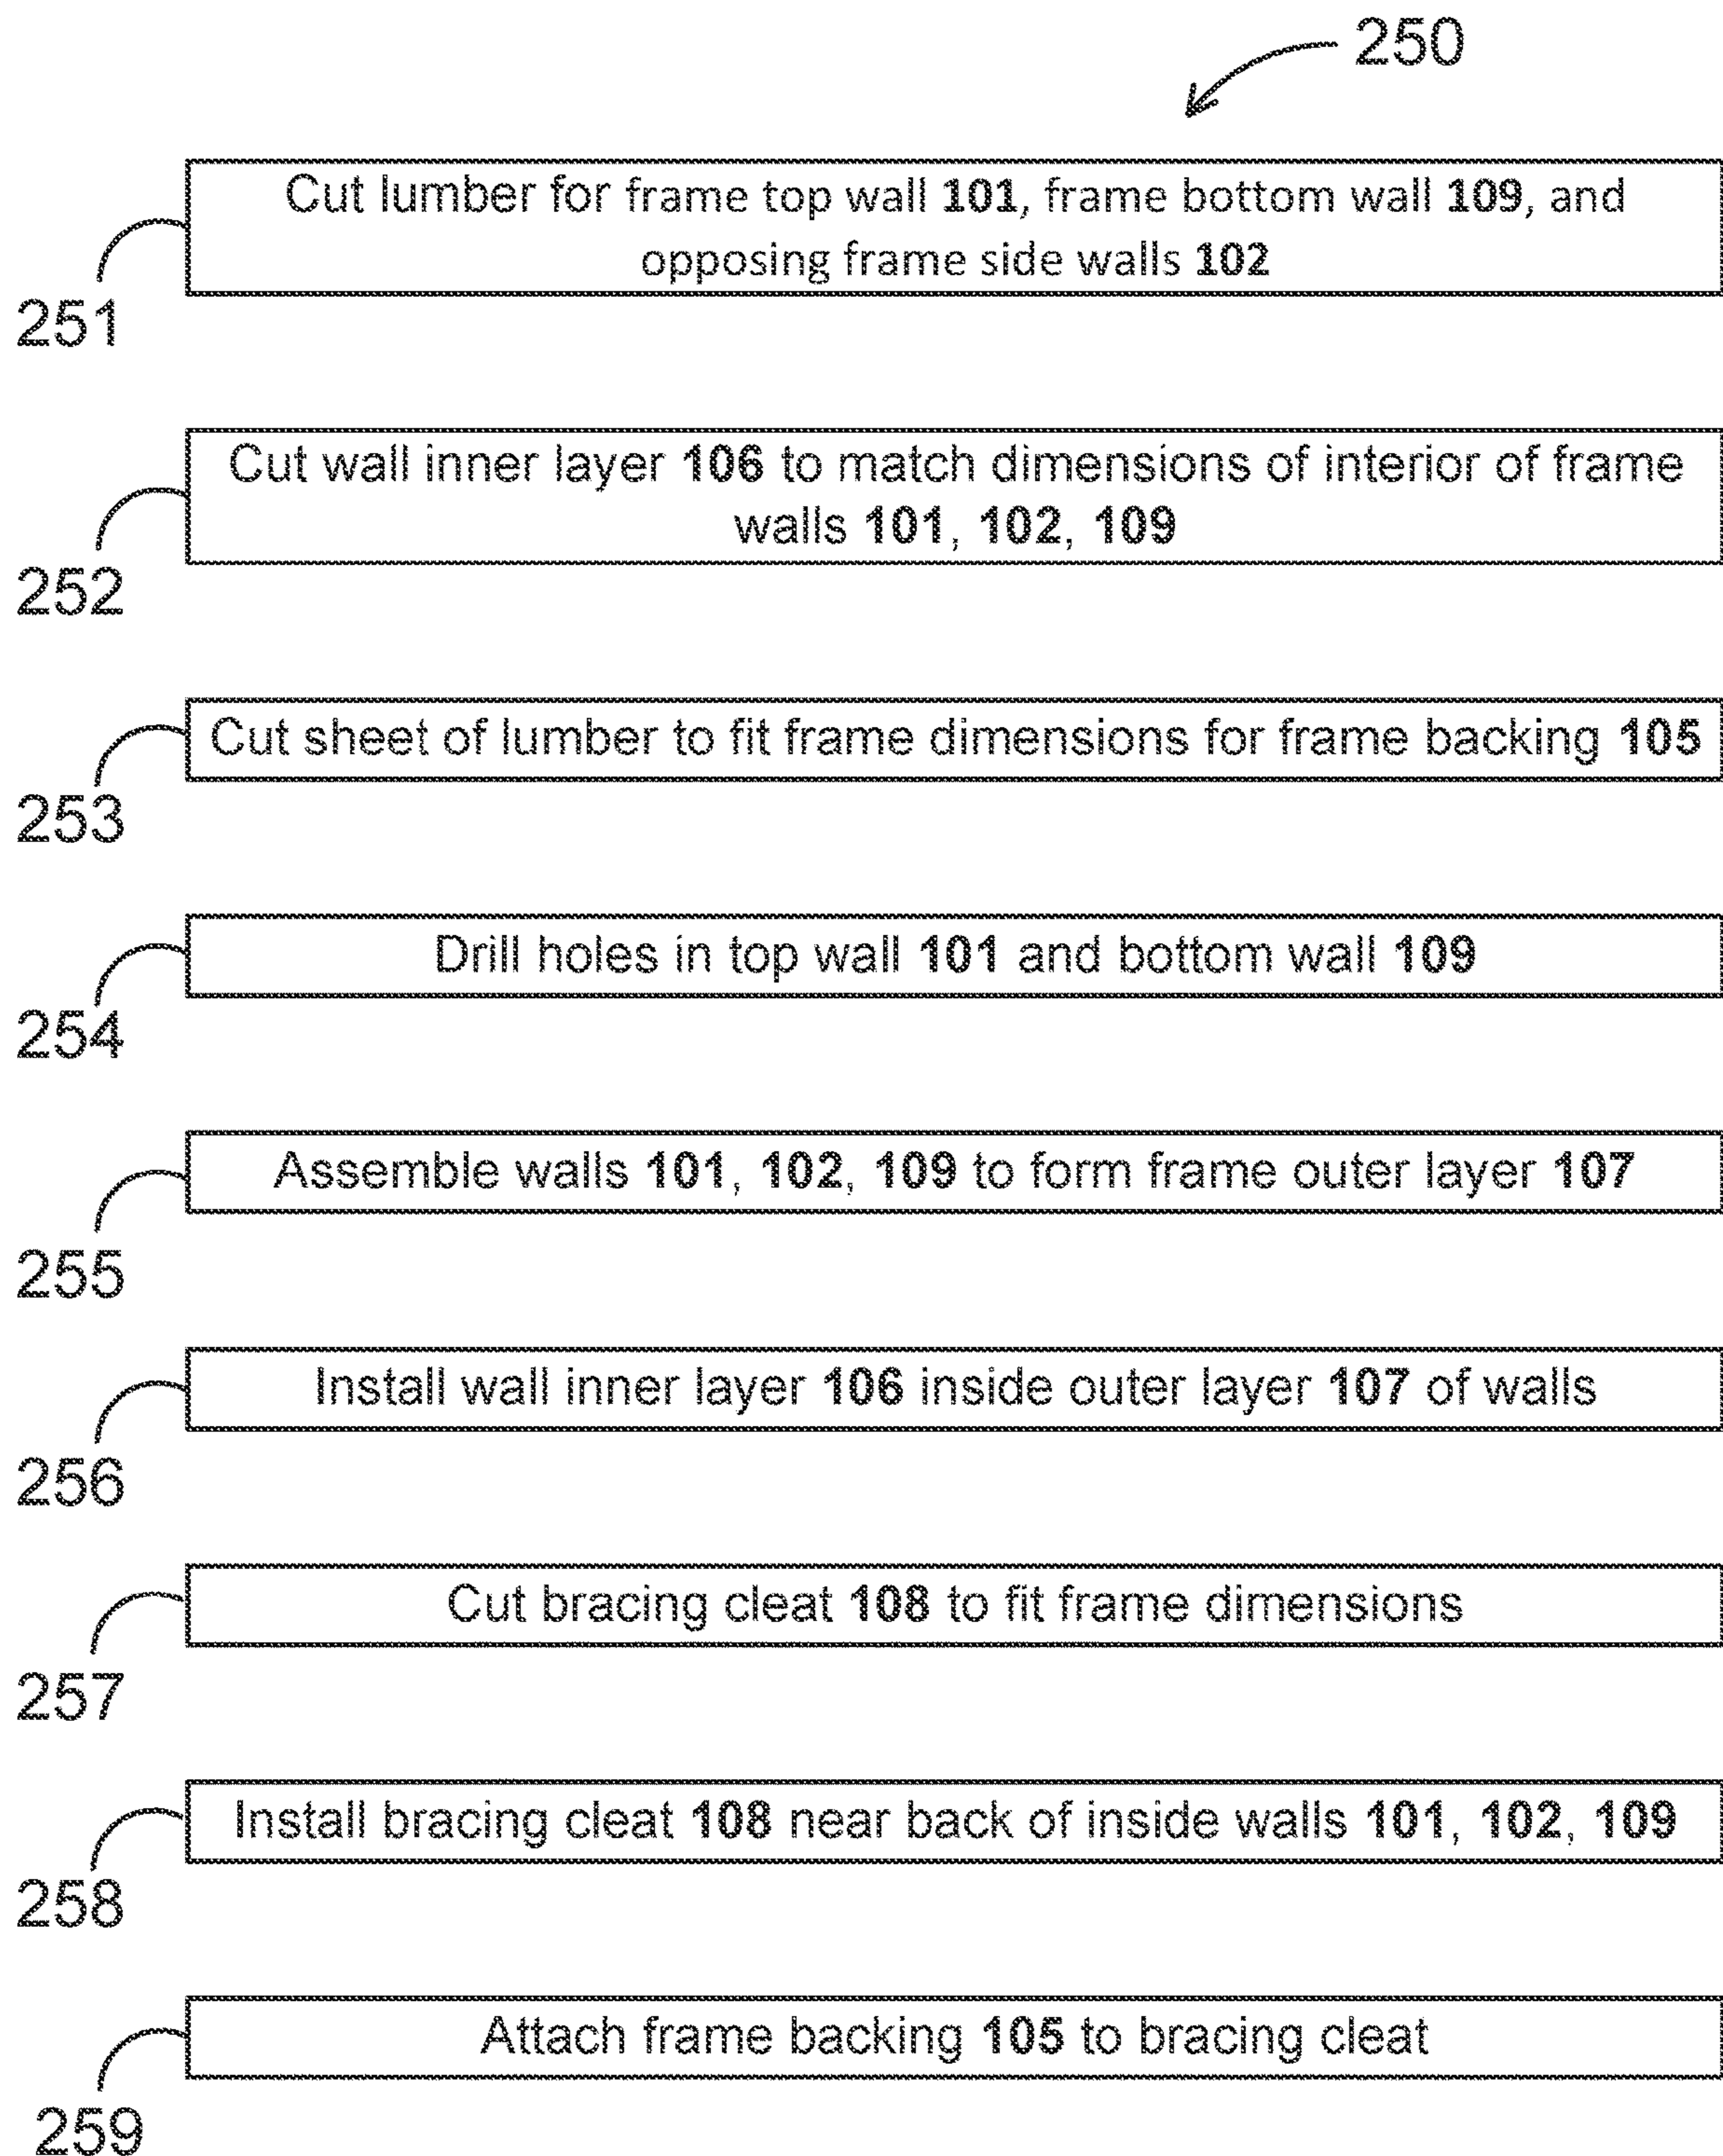 250
Cut lumber for frame top wall 101, frame bottom wall 109, and
opposing frame side walls 102
251
Cut wall inner layer 106 to match dimensions of interior of frame
walls 101, 102, 109
252
Cut sheet of lumber to fit frame dimensions for frame backing 105
253
Drill holes in top wall 101 and bottom wall 109
254
Assemble walls 101, 102, 109 to form frame outer layer 107
255
Install wall inner layer 106 inside outer layer 107 of walls
256
Cut bracing cleat 108 to fit frame dimensions
257
Install bracing cleat 108 near back of inside walls 101, 102, 109
258
Attach frame backing 105 to bracing cleat
259